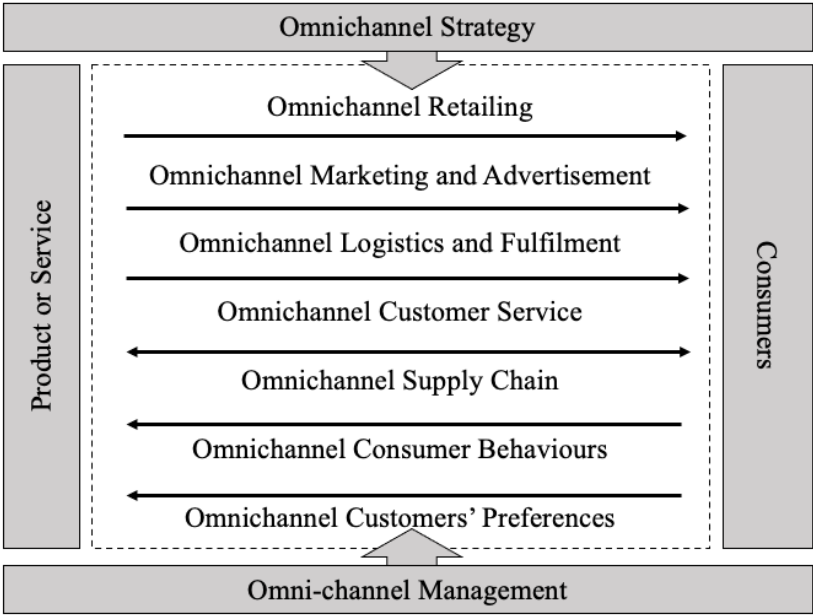 Omnichannel Strategy
Product or Service
Omnichannel Retailing
Omnichannel Marketing and Advertisement
Omnichannel Logistics and Fulfilment
Omnichannel Customer Service
Omnichannel Supply Chain
Omnichannel Consumer Behaviours
Omnichannel Customers’ Preferences
Consumers
Omni-channel Management